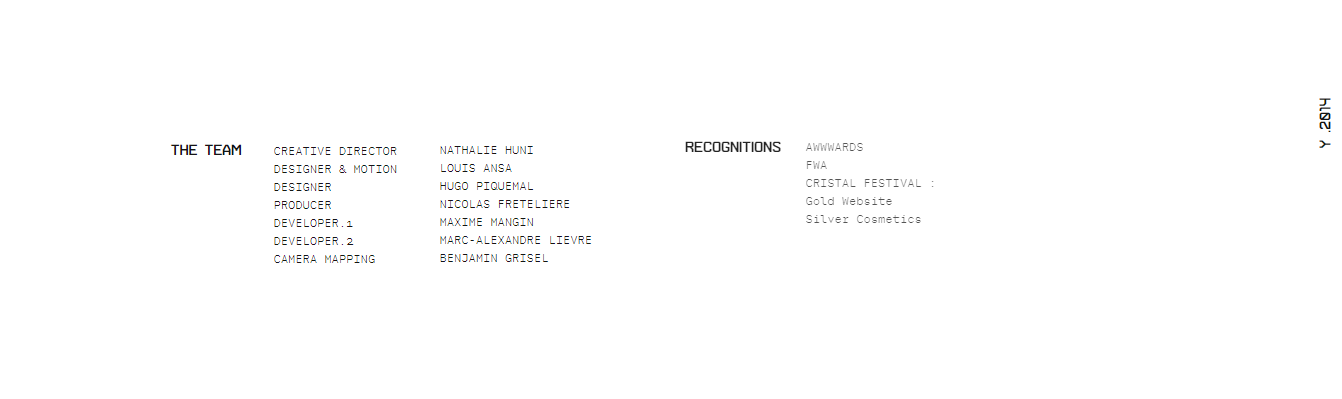 THE TEAM
CREATIVE DIRECTOR NATHALIE HUNI
DESIGNER & MOTION LOUIS ANSA
DESIGNER HUGO PIQUEMAL
PRODUCER NICOLAS FRETELIERE
DEVELOPER.1 MAXIME MANGIN
DEVELOPER.2 MARC-ALEXANDRE LIEVRE
CAMERA MAPPING BENJAMIN GRISEL
RECOGNITIONS
AWWWARDS
FWA
CRISTAL FESTIVAL :
Gold Website
Silver Cosmetics
Y .2014